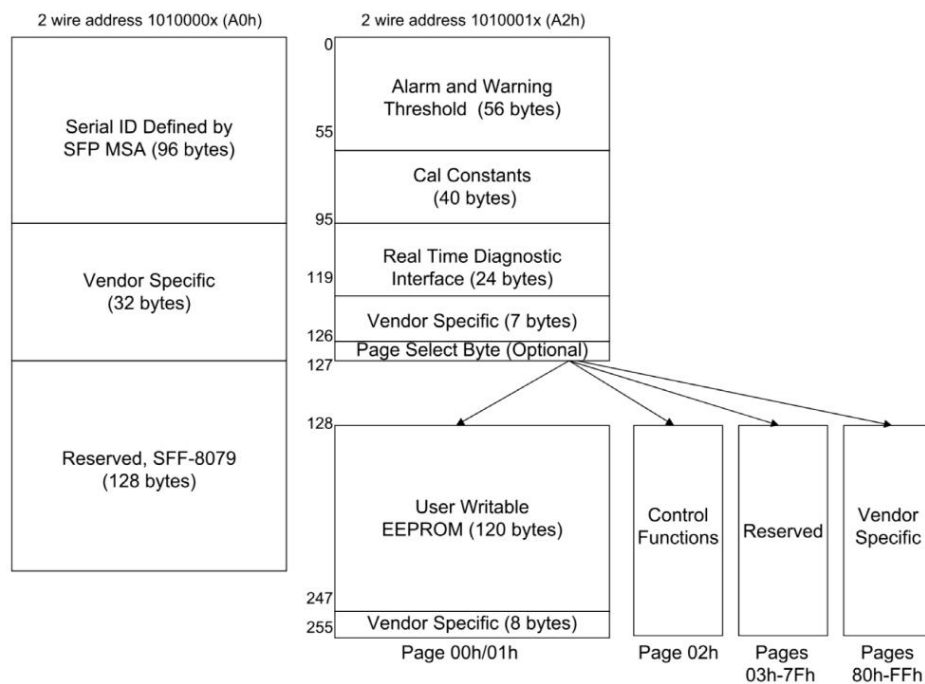 2 wire address 1010000x (A0h)
Serial ID Defined by
SFP MSA (96 bytes)
Vendor Specific
(32 bytes)
Reserved, SFF-8079
(128 bytes)
2 wire address 1010001x (A2h)
0
Alarm and Warning
Threshold (56 bytes)
55
Cal Constants
(40 bytes)
95
Real Time Diagnostic
Interface (24 bytes)
119
Vendor Specific (7 bytes)
126
Page Select Byte (Optional)
127
128
User Writable
EEPROM (120 bytes)
247
Vendor Specific (8 bytes)
255
Page 00h/01h
Control
Functions
Page 02h
Reserved
Pages
03h-7Fh
Vendor
Specific
Pages
80h-FFh